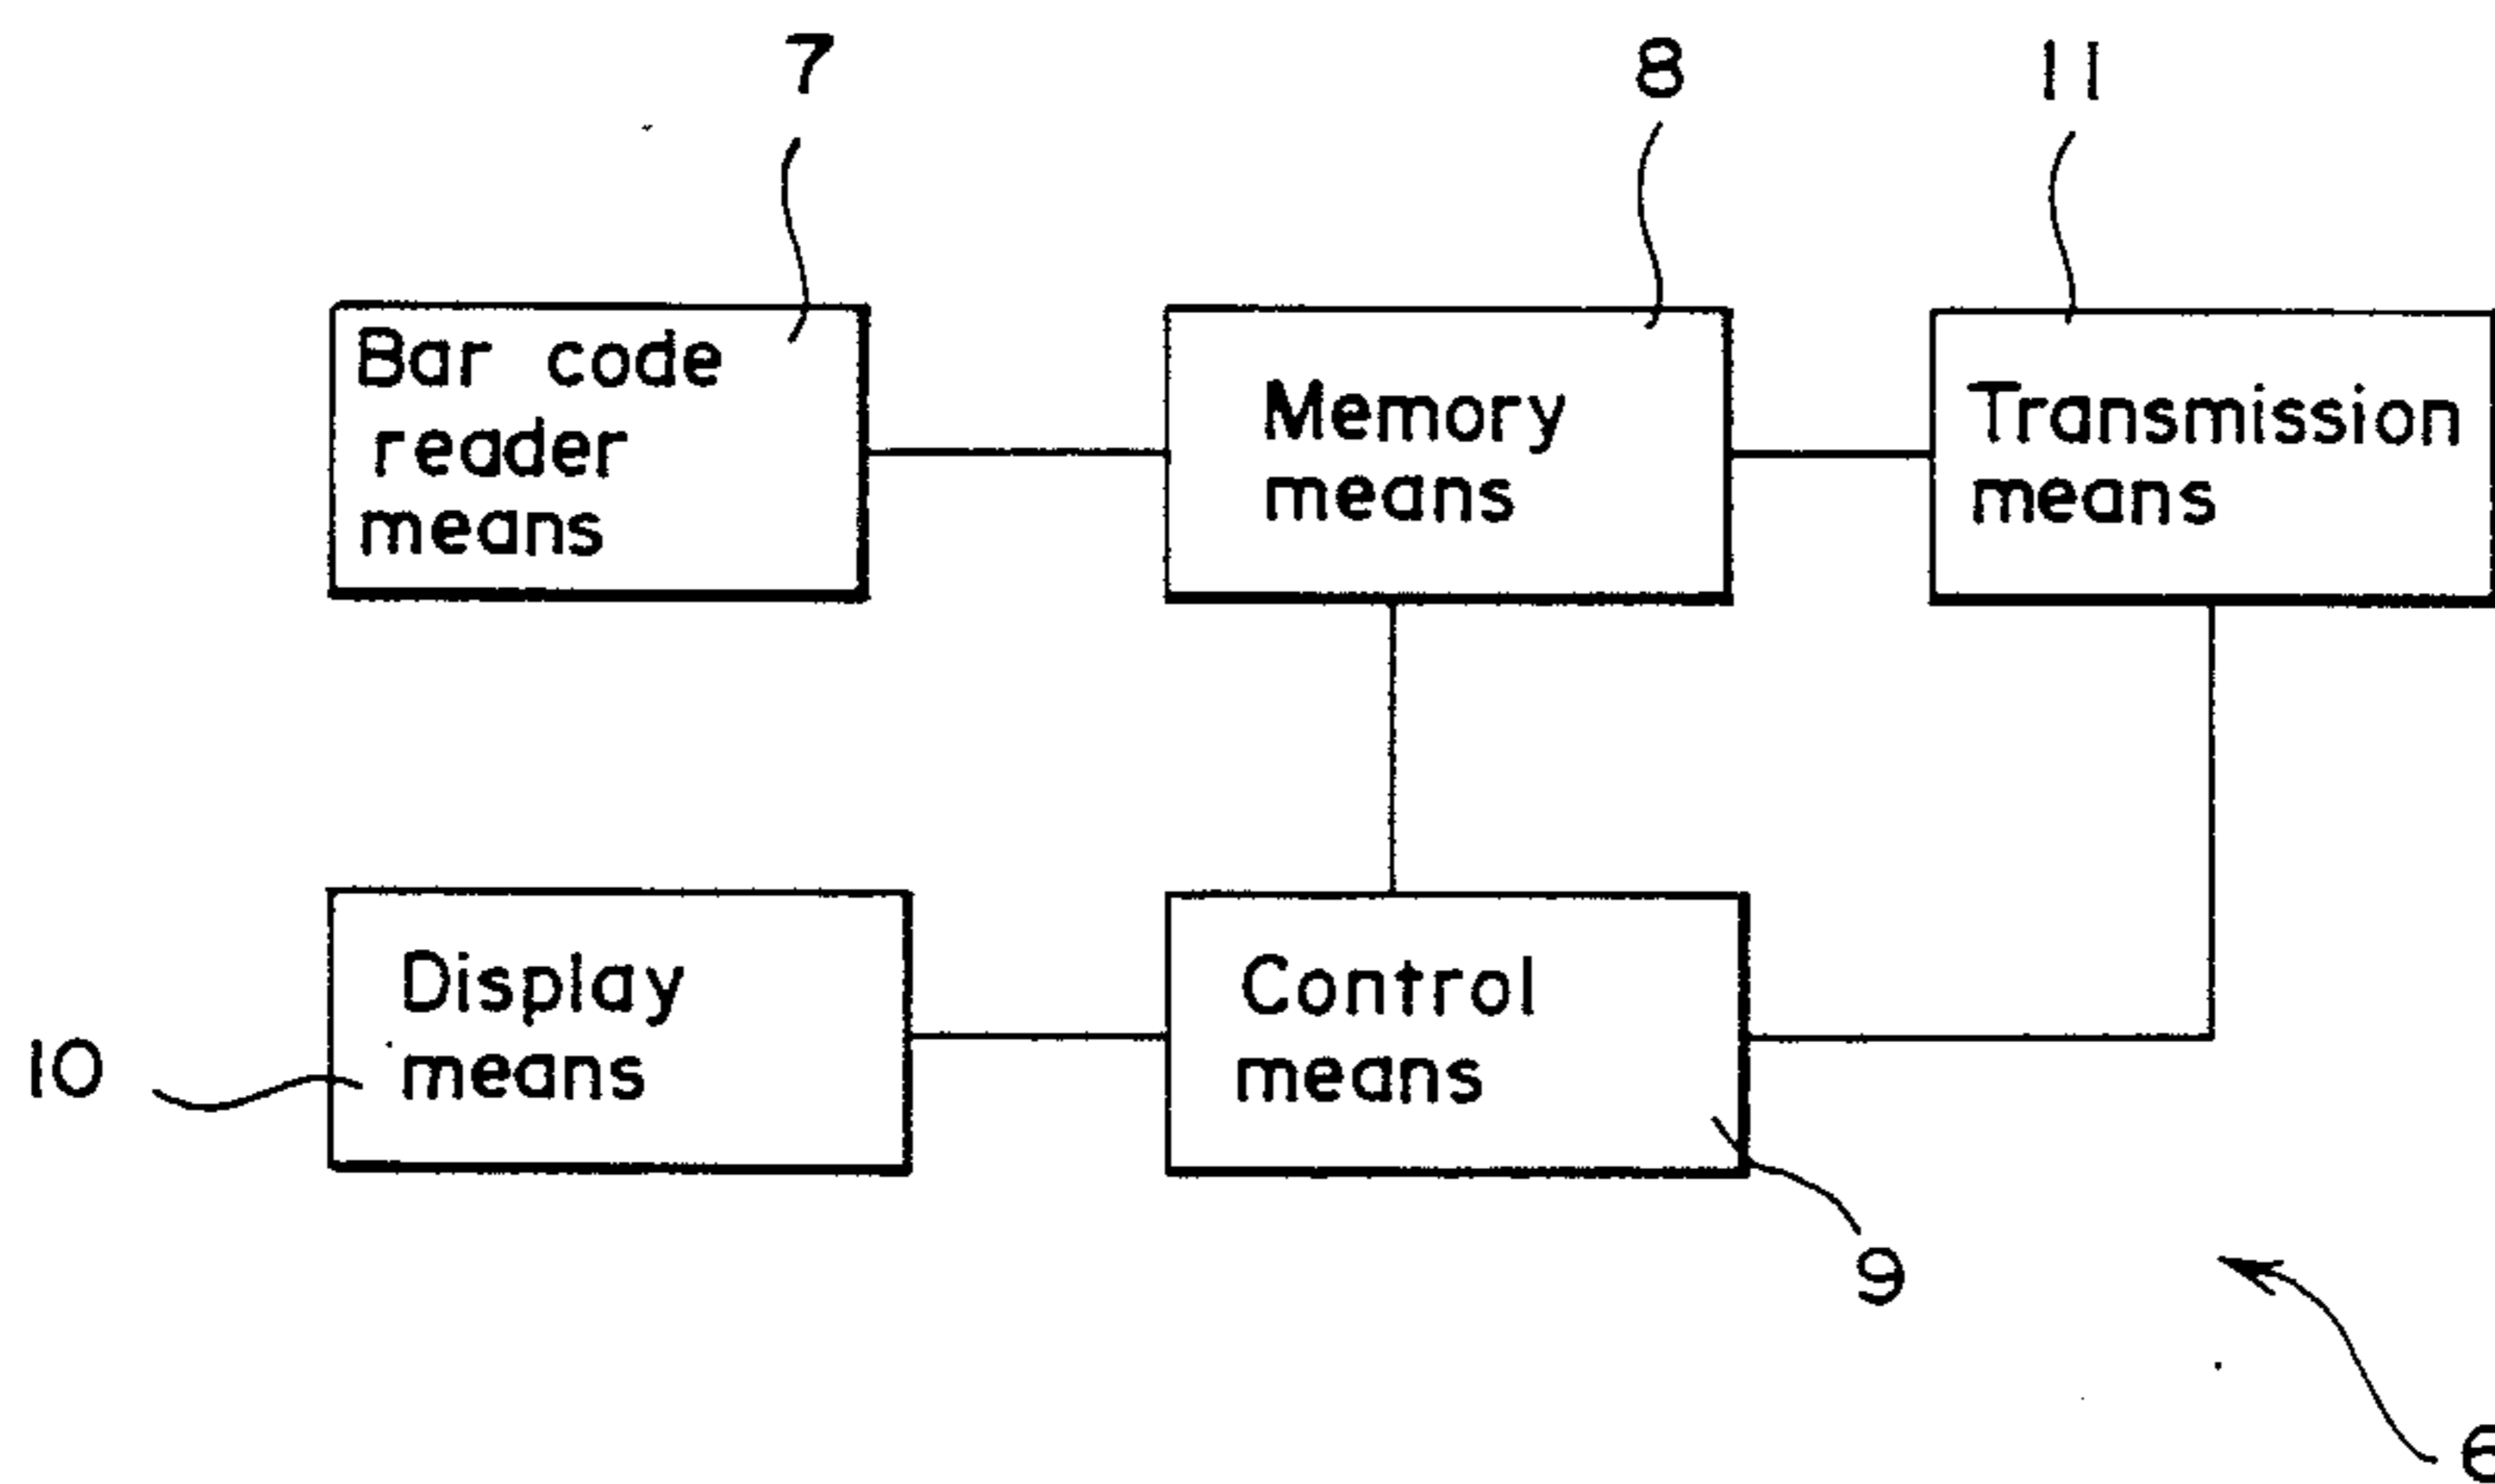 7
8
11
Bar code
reader
means
Memory
means
Transmission
means
Display
means
Control
means
10
9
6